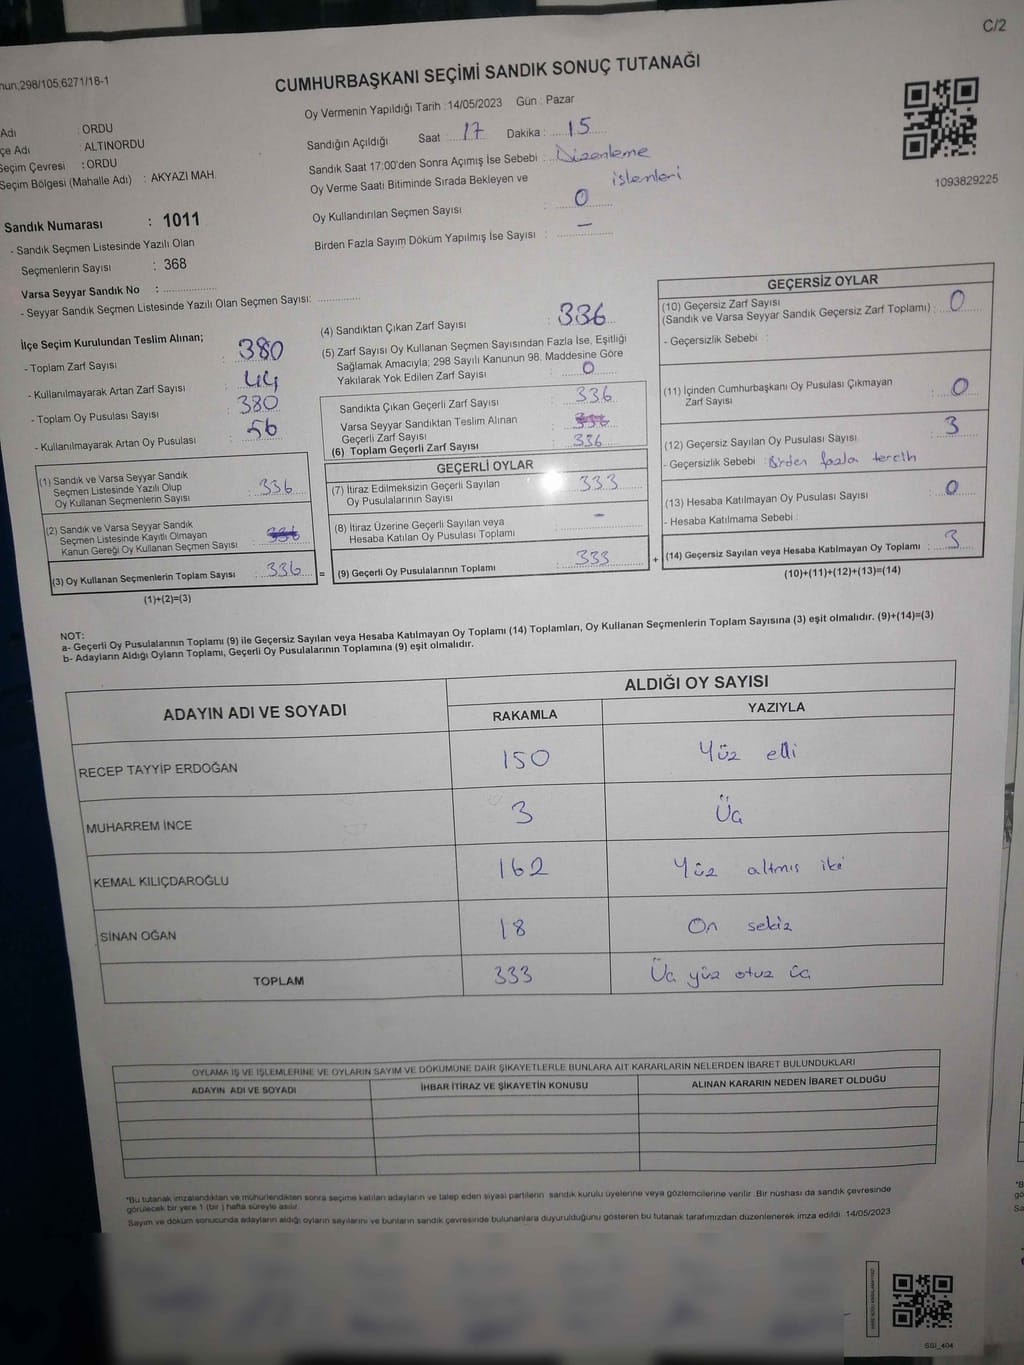 C/2
nun;298/105;6271/18-1
CUMHURBAŞKANI SEÇİMİ SANDIK SONUÇ TUTANAĞI
Oy Vermenin Yapıldığı Tarih : 14/05/2023 Gün : Pazar
Adı : ORDU
çe Adı : ALTINORDU
Seçim Çevresi : ORDU
Seçim Bölgesi (Mahalle Adı) : AKYAZI MAH.
Sandığın Açıldığı Saat : 17 Dakika : 15
Sandık Saat 17:00'den Sonra Açımış İse Sebebi : Düzenleme işlemleri
Oy Verme Saati Bitiminde Sırada Bekleyen ve
Oy Kullandırılan Seçmen Sayısı : 0
Birden Fazla Sayım Döküm Yapılmış İse Sayısı : —
1093829225
Sandık Numarası : 1011
- Sandık Seçmen Listesinde Yazılı Olan
Seçmenlerin Sayısı : 368
Varsa Seyyar Sandık No :
- Seyyar Sandık Seçmen Listesinde Yazılı Olan Seçmen Sayısı:
İlçe Seçim Kurulundan Teslim Alınan;
- Toplam Zarf Sayısı : 380
- Kullanılmayarak Artan Zarf Sayısı : 44
- Toplam Oy Pusulası Sayısı : 380
- Kullanılmayarak Artan Oy Pusulası : 56
(1) Sandık ve Varsa Seyyar Sandık
Seçmen Listesinde Yazılı Olup
Oy Kullanan Seçmenlerin Sayısı : 336
(2) Sandık ve Varsa Seyyar Sandık
Seçmen Listesinde Kayıtlı Olmayan
Kanun Gereği Oy Kullanan Seçmen Sayısı : 336
(3) Oy Kullanan Seçmenlerin Toplam Sayısı : 336 =
(1)+(2)=(3)
(4) Sandıktan Çıkan Zarf Sayısı : 336
(5) Zarf Sayısı Oy Kullanan Seçmen Sayısından Fazla İse, Eşitliği
Sağlamak Amacıyla; 298 Sayılı Kanunun 98. Maddesine Göre
Yakılarak Yok Edilen Zarf Sayısı : 0
Sandıkta Çıkan Geçerli Zarf Sayısı : 336
Varsa Seyyar Sandıktan Teslim Alınan
Geçerli Zarf Sayısı : 336
(6) Toplam Geçerli Zarf Sayısı : 336
GEÇERLİ OYLAR
(7) İtiraz Edilmeksizin Geçerli Sayılan
Oy Pusulalarının Sayısı : 333
(8) İtiraz Üzerine Geçerli Sayılan veya
Hesaba Katılan Oy Pusulası Toplamı : —
(9) Geçerli Oy Pusulalarının Toplamı : 333 +
GEÇERSİZ OYLAR
(10) Geçersiz Zarf Sayısı
(Sandık ve Varsa Seyyar Sandık Geçersiz Zarf Toplamı) : 0
- Geçersizlik Sebebi :
(11) İçinden Cumhurbaşkanı Oy Pusulası Çıkmayan
Zarf Sayısı : 0
(12) Geçersiz Sayılan Oy Pusulası Sayısı : 3
- Geçersizlik Sebebi : Birden fazla tercih
(13) Hesaba Katılmayan Oy Pusulası Sayısı : 0
- Hesaba Katılmama Sebebi :
(14) Geçersiz Sayılan veya Hesaba Katılmayan Oy Toplamı : 3
(10)+(11)+(12)+(13)=(14)
NOT:
a- Geçerli Oy Pusulalarının Toplamı (9) ile Geçersiz Sayılan veya Hesaba Katılmayan Oy Toplamı (14) Toplamları, Oy Kullanan Seçmenlerin Toplam Sayısına (3) eşit olmalıdır. (9)+(14)=(3)
b- Adayların Aldığı Oyların Toplamı, Geçerli Oy Pusulalarının Toplamına (9) eşit olmalıdır.
ADAYIN ADI VE SOYADI ALDIĞI OY SAYISI
RAKAMLA YAZIYLA
RECEP TAYYİP ERDOĞAN 150 Yüz elli
MUHARREM İNCE 3 Üç
KEMAL KILIÇDAROĞLU 162 Yüz altmış iki
SİNAN OĞAN 18 On sekiz
TOPLAM 333 Üç yüz otuz üç
OYLAMA İŞ VE İŞLEMLERİNE VE OYLARIN SAYIM VE DÖKÜMÜNE DAİR ŞİKAYETLERLE BUNLARA AİT KARARLARIN NELERDEN İBARET BULUNDUKLARI
ADAYIN ADI VE SOYADI İHBAR İTİRAZ VE ŞİKAYETİN KONUSU ALINAN KARARIN NEDEN İBARET OLDUĞU
*Bu tutanak imzalandıktan ve mühürlendikten sonra seçime katılan adayların ve talep eden siyasi partilerin sandık kurulu üyelerine veya gözlemcilerine verilir. Bir nüshası da sandık çevresinde
görülecek bir yere 1 (bir) hafta süreyle asılır.
Sayım ve döküm sonucunda adayların aldığı oyların sayılarını ve bunların sandık çevresinde bulunanlara duyurulduğunu gösteren bu tutanak tarafımızdan düzenlenerek imza edildi. 14/05/2023
SSI_404